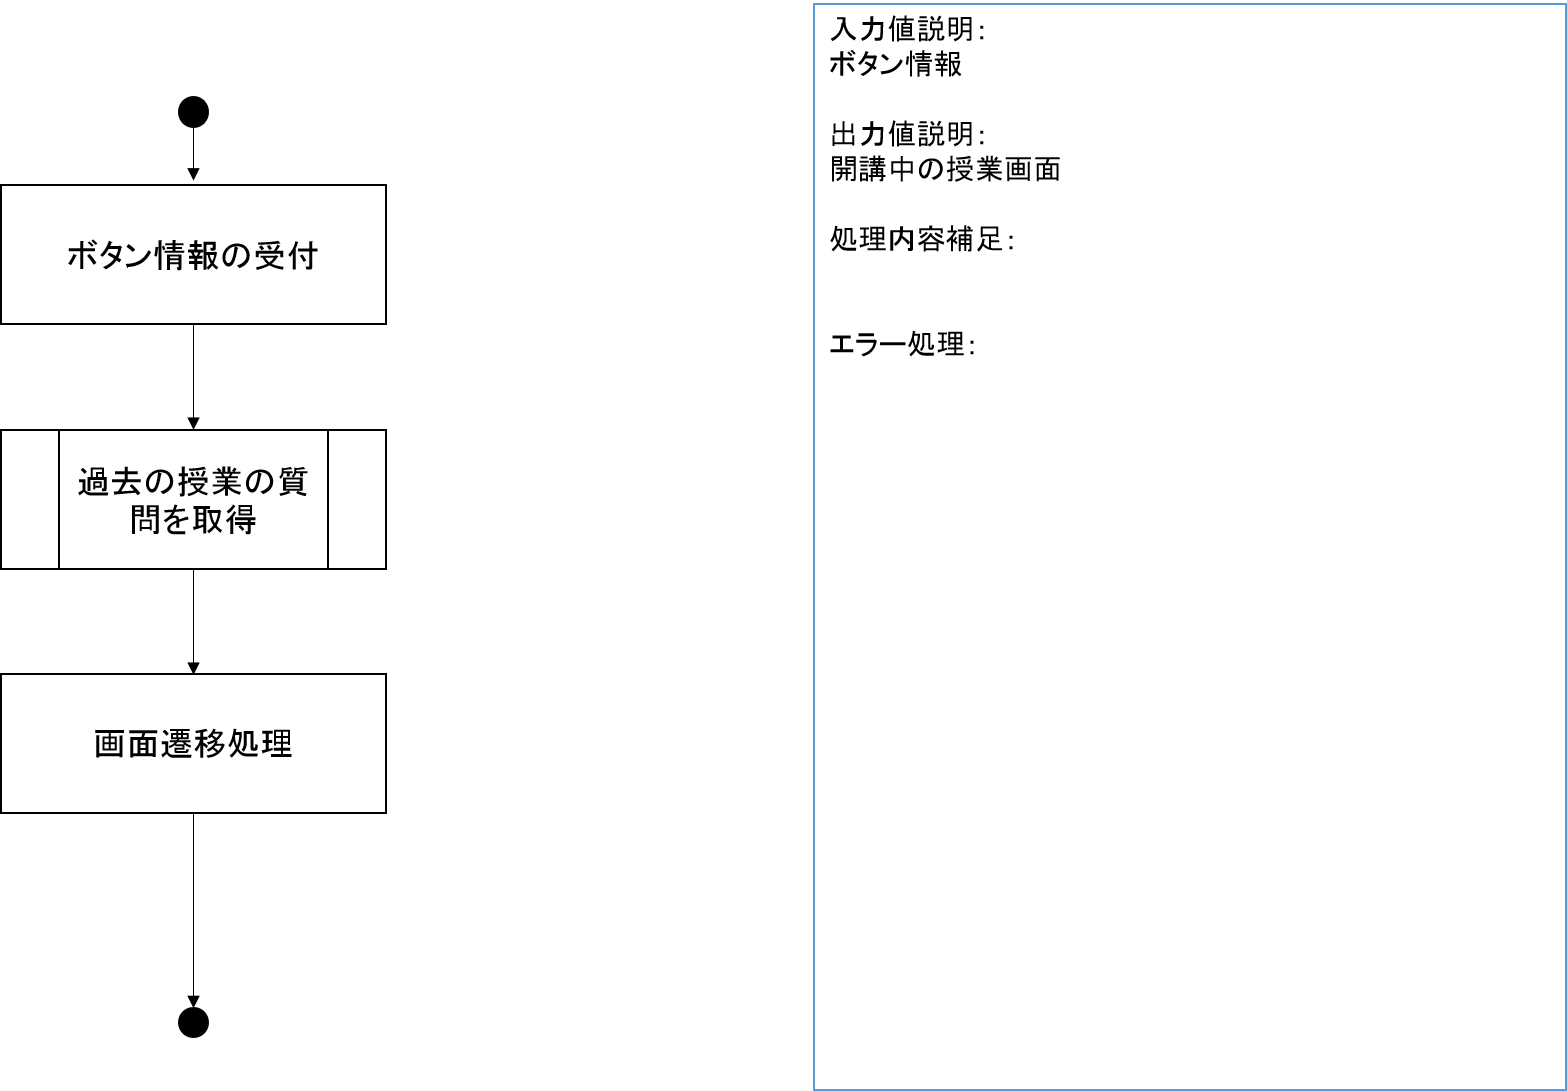 ボタン情報の受付
過去の授業の質
問を取得
画面遷移処理
入力値説明：
ボタン情報
出力値説明：
開講中の授業画面
処理内容補足：
エラー処理：